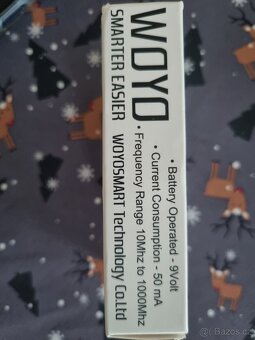 WOYO
SMARTER EASIER
WOYOSMART Technology Co.Ltd
• Battery Operated - 9Volt
• Current Consumption - 50 mA
• Frequency Range 10Mhz to 1000Mhz